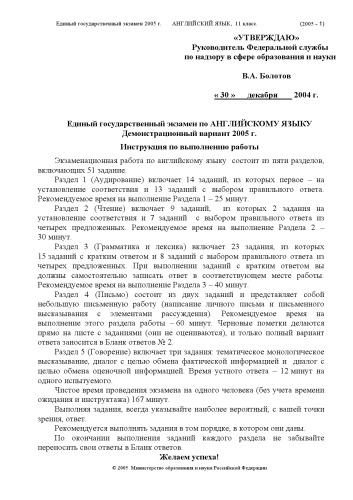 Единый государственный экзамен 2005 г. АНГЛИЙСКИЙ ЯЗЫК, 11 класс. (2005 – 1)
«УТВЕРЖДАЮ»
Руководитель Федеральной службы
по надзору в сфере образования и науки
В.А. Болотов
« 30 » декабря 2004 г.
Единый государственный экзамен по АНГЛИЙСКОМУ ЯЗЫКУ
Демонстрационный вариант 2005 г.
Инструкция по выполнению работы
Экзаменационная работа по английскому языку состоит из пяти разделов,
включающих 51 задание.
Раздел 1 (Аудирование) включает 14 заданий, из которых первое – на
установление соответствия и 13 заданий с выбором правильного ответа.
Рекомендуемое время на выполнение Раздела 1 – 25 минут.
Раздел 2 (Чтение) включает 9 заданий, из которых 2 задания на
установление соответствия и 7 заданий с выбором правильного ответа из
четырех предложенных. Рекомендуемое время на выполнение Раздела 2 –
30 минут.
Раздел 3 (Грамматика и лексика) включает 23 задания, из которых
15 заданий с кратким ответом и 8 заданий с выбором правильного ответа из
четырех предложенных. При выполнении заданий с кратким ответом вы
должны самостоятельно записать ответ в соответствующем месте работы.
Рекомендуемое время на выполнение Раздела 3 – 40 минут.
Раздел 4 (Письмо) состоит из двух заданий и представляет собой
небольшую письменную работу (написание личного письма и письменного
высказывания с элементами рассуждения). Рекомендуемое время на
выполнение этого раздела работы – 60 минут. Черновые пометки делаются
прямо на листе с заданиями (они не оцениваются), и только полный вариант
ответа заносится в Бланк ответов № 2.
Раздел 5 (Говорение) включает три задания: тематическое монологическое
высказывание, диалог с целью обмена фактической информацией и диалог с
целью обмена оценочной информацией. Время устного ответа – 12 минут на
одного испытуемого.
Чистое время проведения экзамена на одного человека (без учета времени
ожидания и инструктажа) 167 минут.
Выполняя задания, всегда указывайте наиболее вероятный, с вашей точки
зрения, ответ.
Рекомендуется выполнять задания в том порядке, в котором они даны.
По окончании выполнения заданий каждого раздела не забывайте
переносить свои ответы в Бланк ответов.
Желаем успеха!
© 2005 Министерство образования и науки Российской Федерации